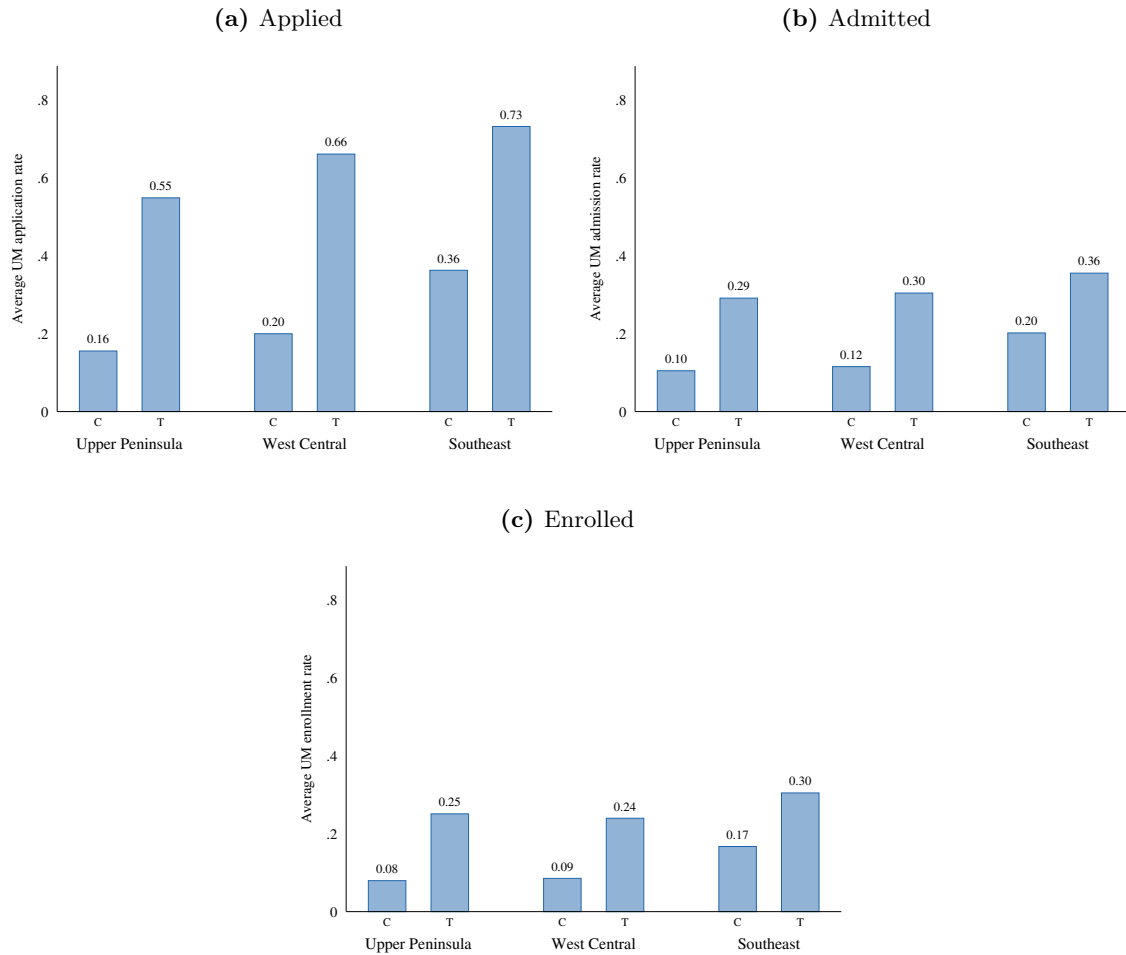 (a) Applied
Average UM application rate
.8
.6
.4
.2
0
0.16
0.55
0.20
0.66
0.36
0.73
C T C T C T
Upper Peninsula West Central Southeast
(b) Admitted
Average UM admission rate
.8
.6
.4
.2
0
0.10
0.29
0.12
0.30
0.20
0.36
C T C T C T
Upper Peninsula West Central Southeast
(c) Enrolled
Average UM enrollment rate
.8
.6
.4
.2
0
0.08
0.25
0.09
0.24
0.17
0.30
C T C T C T
Upper Peninsula West Central Southeast